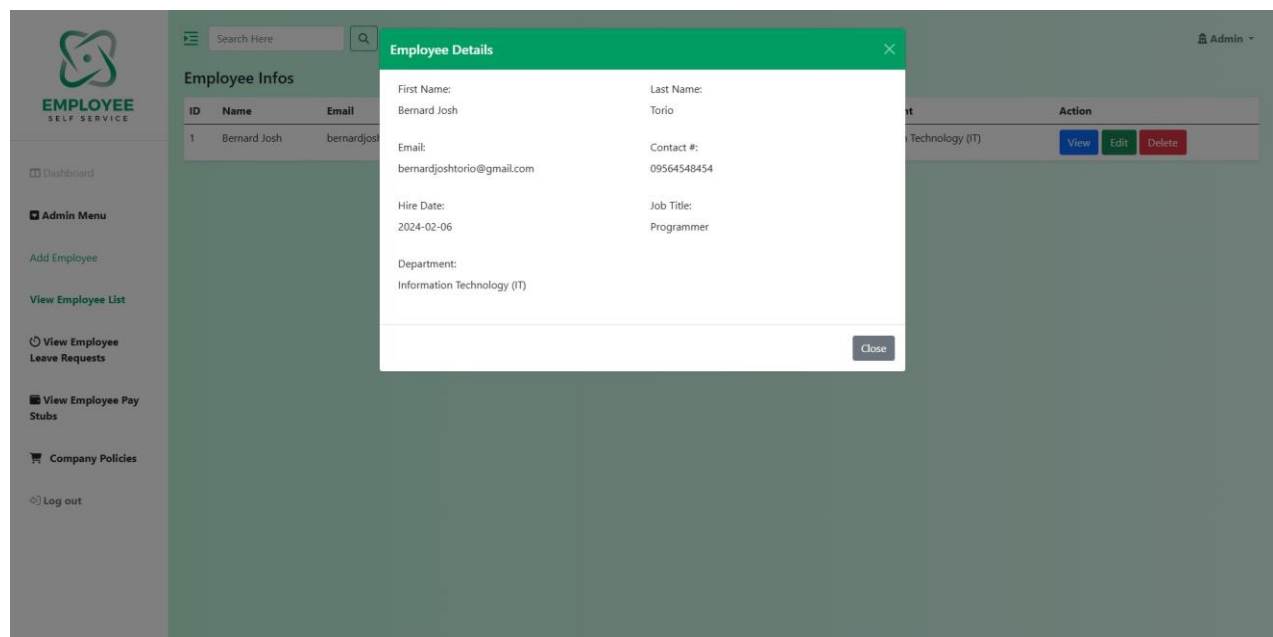 EMPLOYEE
SELF SERVICE
Dashboard
Admin Menu
Add Employee
View Employee List
View Employee
Leave Requests
View Employee Pay
Stubs
Company Policies
Log out
Search Here
Admin
Employee Infos
ID Name Email Action
1 Bernard Josh Technology (IT) View Edit Delete
Employee Details
First Name: Last Name:
Bernard Josh Torio
Email: Contact #:
bernardjoshtorio@gmail.com 09564548454
Hire Date: Job Title:
2024-02-06 Programmer
Department:
Information Technology (IT)
Close